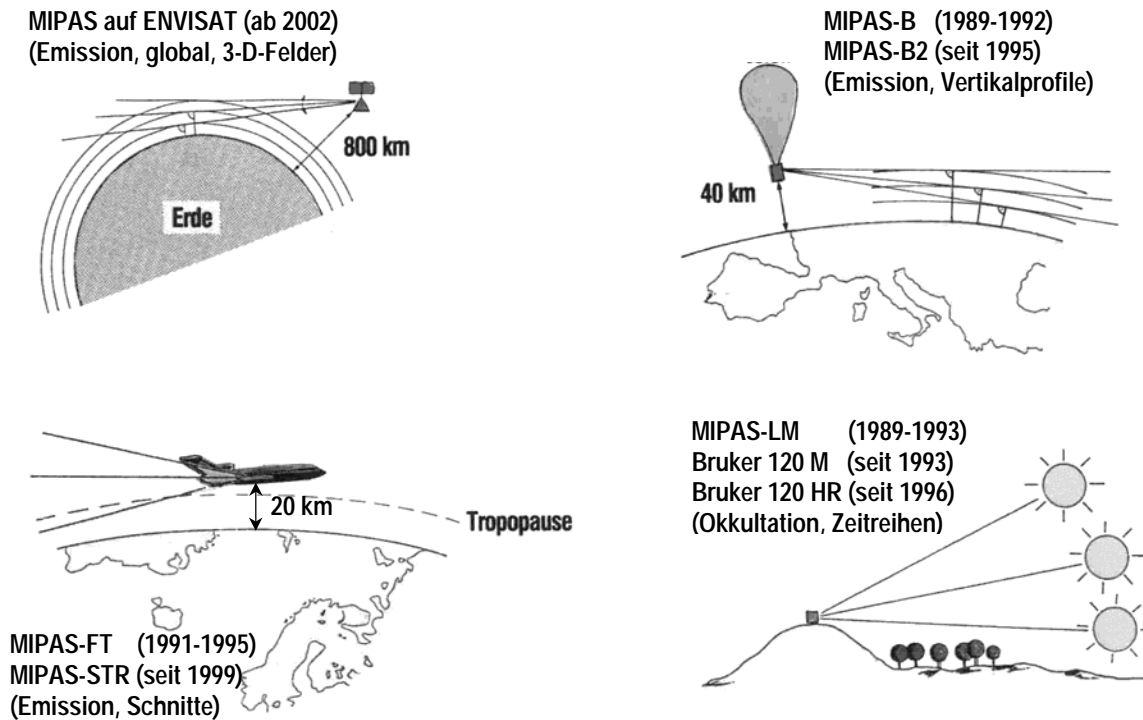 MIPAS auf ENVISAT (ab 2002)
(Emission, global, 3-D-Felder)
800 km
Erde
MIPAS-B (1989-1992)
MIPAS-B2 (seit 1995)
(Emission, Vertikalprofile)
40 km
20 km
Tropopause
MIPAS-FT (1991-1995)
MIPAS-STR (seit 1999)
(Emission, Schnitte)
MIPAS-LM (1989-1993)
Bruker 120 M (seit 1993)
Bruker 120 HR (seit 1996)
(Okkultation, Zeitreihen)